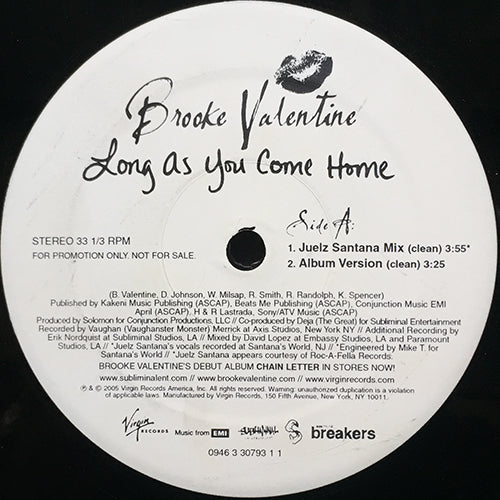 Brooke Valentine
Long As You Come Home
Side A:
STEREO 33 1/3 RPM
FOR PROMOTION ONLY. NOT FOR SALE.
1. Juelz Santana Mix (clean) 3:55*
2. Album Version (clean) 3:25
(B. Valentine, D. Johnson, W. Milsap, R. Smith, R. Randolph, K. Spencer)
Published by Kakeni Music Publishing (ASCAP), Beats Me Publishing (ASCAP), Conjunction Music EMI
April (ASCAP), H & R Lastrada, Sony/ATV Music (ASCAP)
Produced by Solomon for Conjunction Productions, LLC // Co-produced by Deja (The Great) for Subliminal Entertainment
Recorded by Vaughan (Vaughanster Monster) Merrick at Axis Studios, New York NY // Additional Recording by
Erik Nordquist at Subliminal Studios, LA // Mixed by David Lopez at Embassy Studios, LA and Paramount
Studios, LA // *Juelz Santana's vocals recorded at Santana's World, NJ // *Engineered by Mike T. for
Santana's World // *Juelz Santana appears courtesy of Roc-A-Fella Records.
BROOKE VALENTINE'S DEBUT ALBUM CHAIN LETTER IN STORES NOW!
www.subliminalent.com // www.brookevalentine.com // www.virginrecords.com
℗ & © 2005 Virgin Records America, Inc. All rights reserved. Warning: unauthorized duplication is a violation
of applicable laws. Manufactured by Virgin Records, 150 Fifth Avenue, New York, NY 10011.
Virgin RECORDS Music from EMI SUBLIMINAL breakers
0946 3 30793 1 1